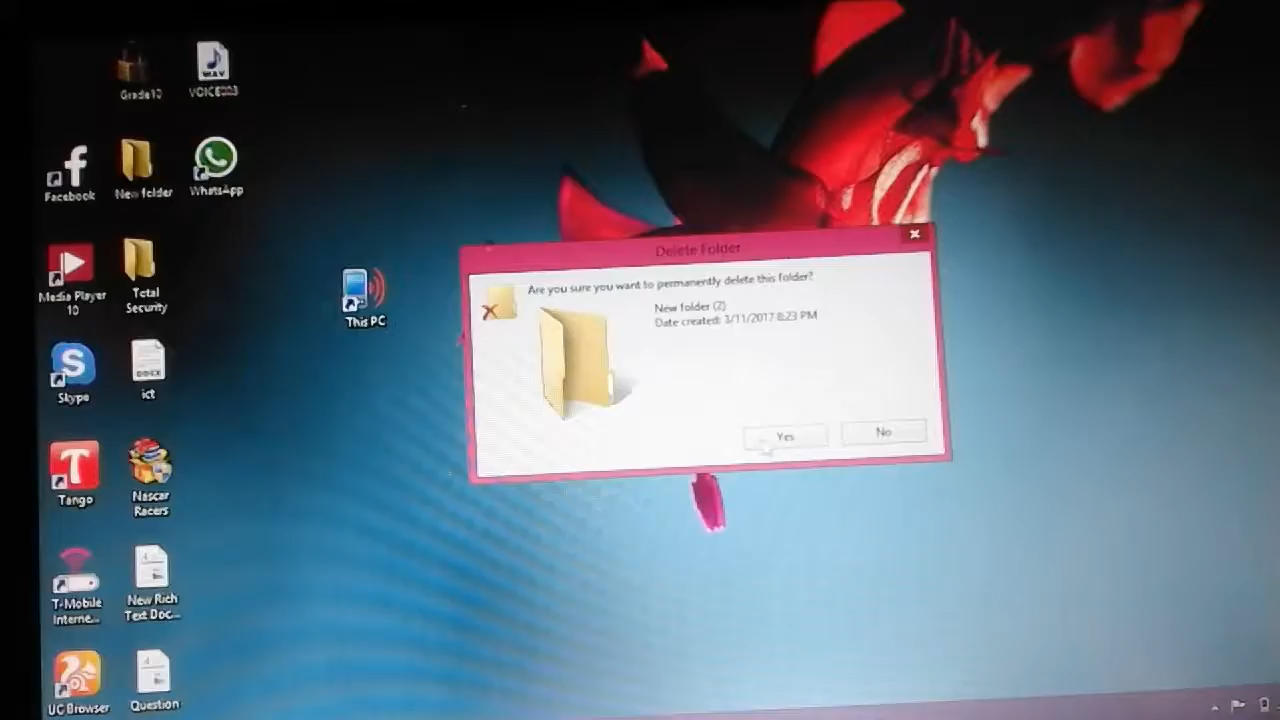 Grade10
VOICE003
Facebook
New folder
WhatsApp
Media Player
10
Total
Security
This PC
Skype
DOCX
ict
Tango
Nascar
Racers
T-Mobile
Interne...
New Rich
Text Doc...
UC Browser
Question
WAV
Delete Folder
Are you sure you want to permanently delete this folder?
New folder (2)
Date created: 3/11/2017 8:23 PM
Yes
No